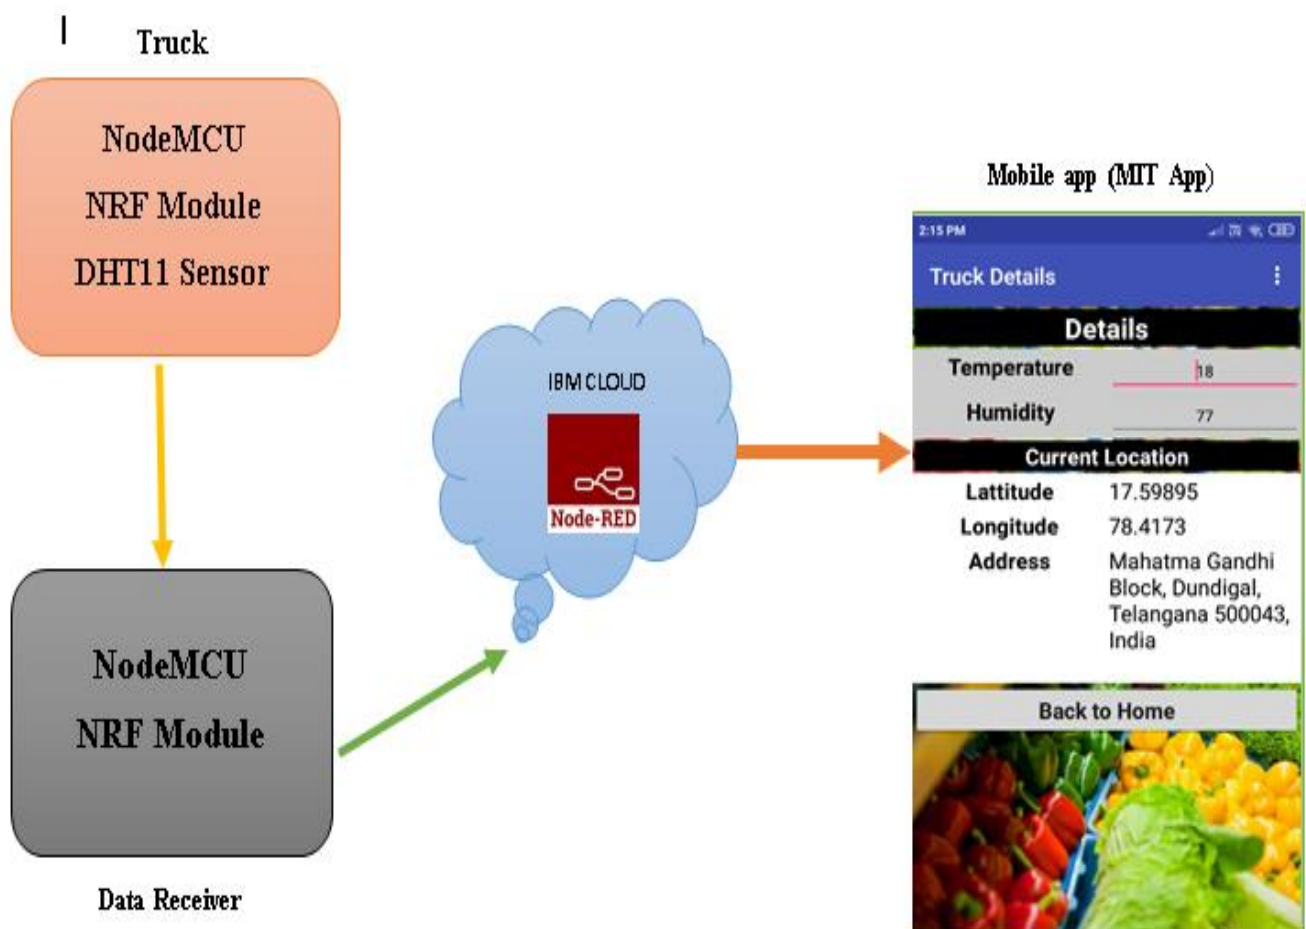 Truck
NodeMCU
NRF Module
DHT11 Sensor
NodeMCU
NRF Module
Data Receiver
IBM CLOUD
Node-RED
Mobile app (MIT App)
2:15 PM
Truck Details
Details
Temperature 18
Humidity 77
Current Location
Lattitude 17.59895
Longitude 78.4173
Address Mahatma Gandhi
Block, Dundigal,
Telangana 500043,
India
Back to Home